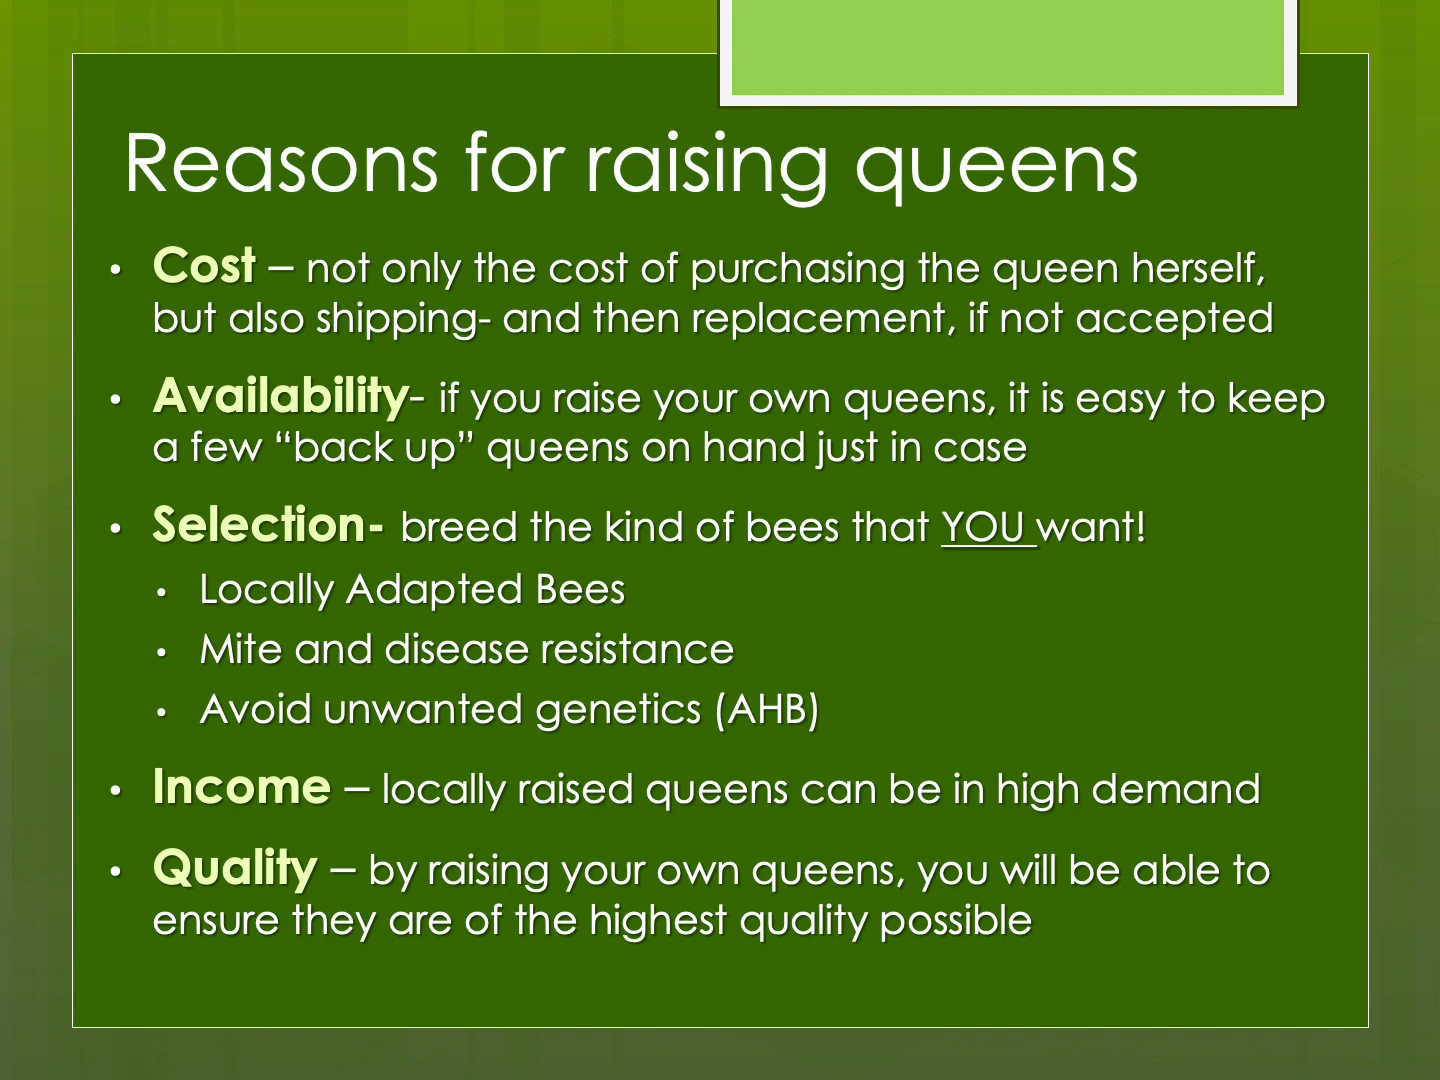 Reasons for raising queens
• Cost – not only the cost of purchasing the queen herself,
but also shipping- and then replacement, if not accepted
• Availability- if you raise your own queens, it is easy to keep
a few “back up” queens on hand just in case
• Selection- breed the kind of bees that YOU want!
• Locally Adapted Bees
• Mite and disease resistance
• Avoid unwanted genetics (AHB)
• Income – locally raised queens can be in high demand
• Quality – by raising your own queens, you will be able to
ensure they are of the highest quality possible